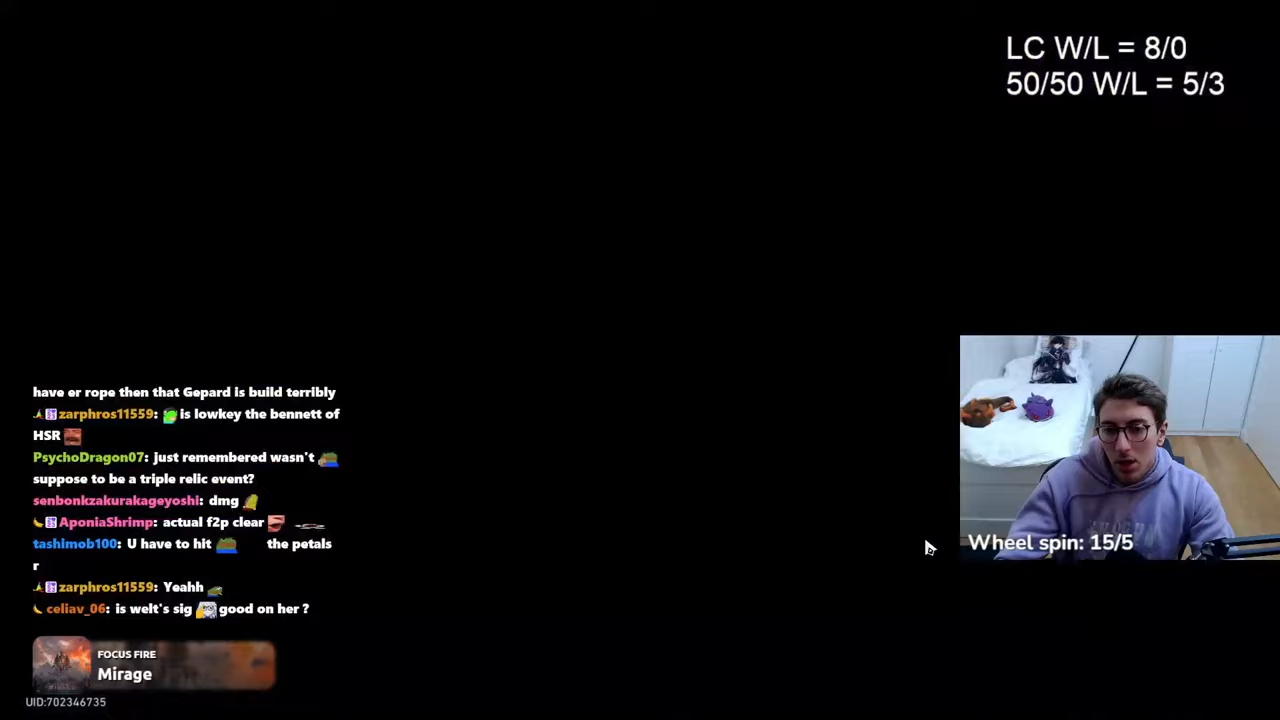 LC W/L = 8/0
50/50 W/L = 5/3
have er rope then that Gepard is build terribly
zarphros11559: is lowkey the bennett of
HSR
PsychoDragon07: just remembered wasn't
suppose to be a triple relic event?
senbonkzakurakageyoshi: dmg
AponiaShrimp: actual f2p clear
tashimob100: U have to hit the petals
r
zarphros11559: Yeahh
celiav_06: is welt's sig good on her ?
Wheel spin: 15/5
FOCUS FIRE
Mirage
UID:702346735